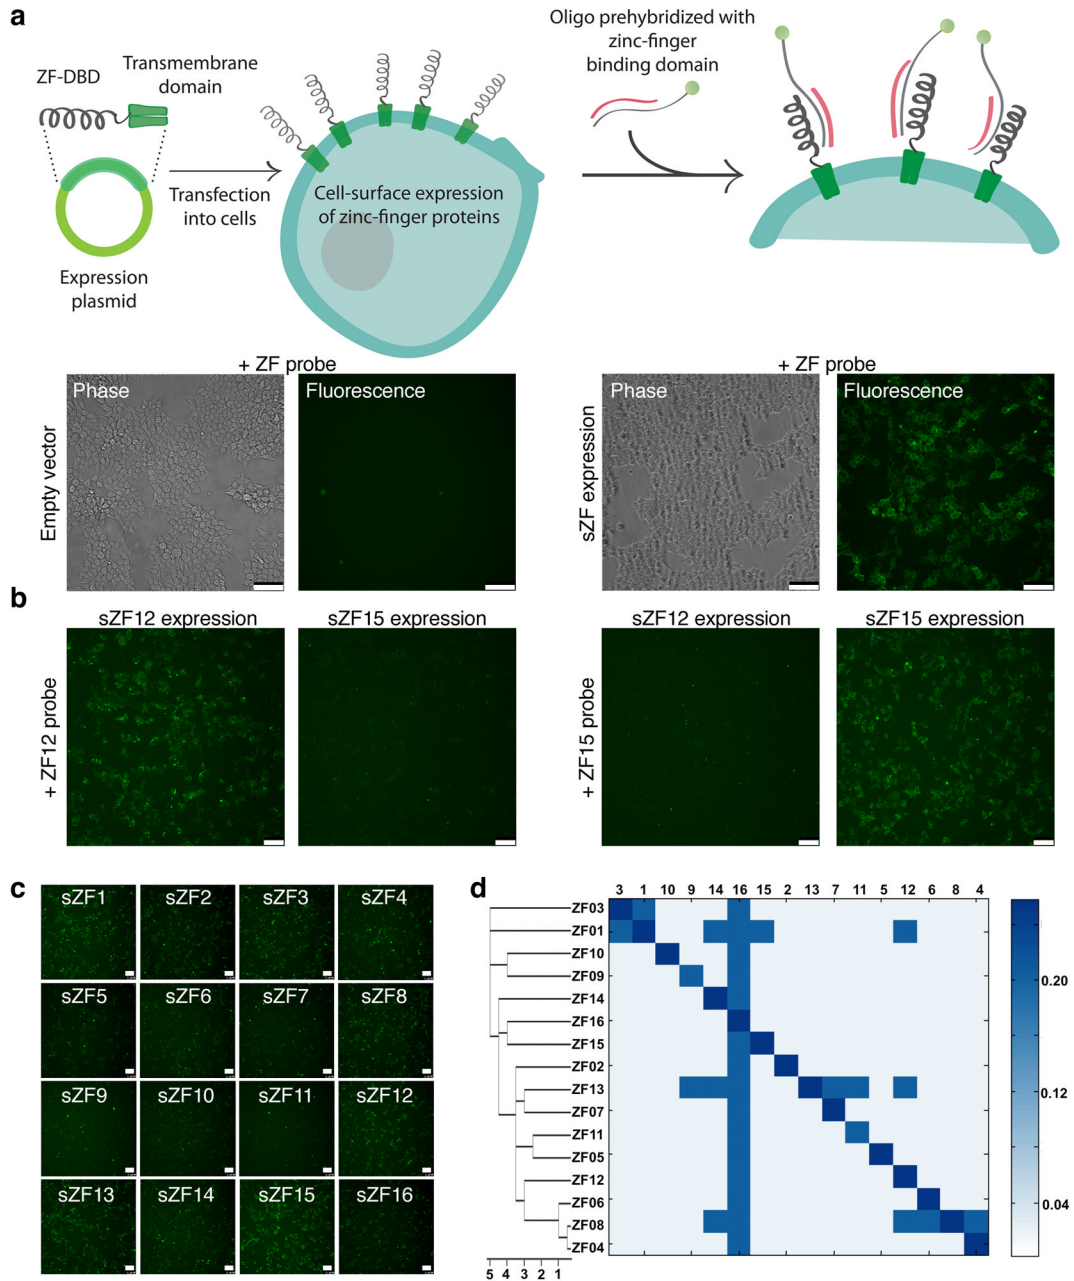 a
ZF-DBD
Transmembrane
domain
Expression
plasmid
Transfection
into cells
Cell-surface expression
of zinc-finger proteins
Oligo prehybridized with
zinc-finger
binding domain
+ ZF probe
Empty vector
Phase
Fluorescence
+ ZF probe
sZF expression
Phase
Fluorescence
b
sZF12 expression
sZF15 expression
+ ZF12 probe
sZF12 expression
sZF15 expression
+ ZF15 probe
c
sZF1 sZF2 sZF3 sZF4
sZF5 sZF6 sZF7 sZF8
sZF9 sZF10 sZF11 sZF12
sZF13 sZF14 sZF15 sZF16
d
3 1 10 9 14 16 15 2 13 7 11 5 12 6 8 4
ZF03
ZF01
ZF10
ZF09
ZF14
ZF16
ZF15
ZF02
ZF13
ZF07
ZF11
ZF05
ZF12
ZF06
ZF08
ZF04
5 4 3 2 1
0.20
0.12
0.04